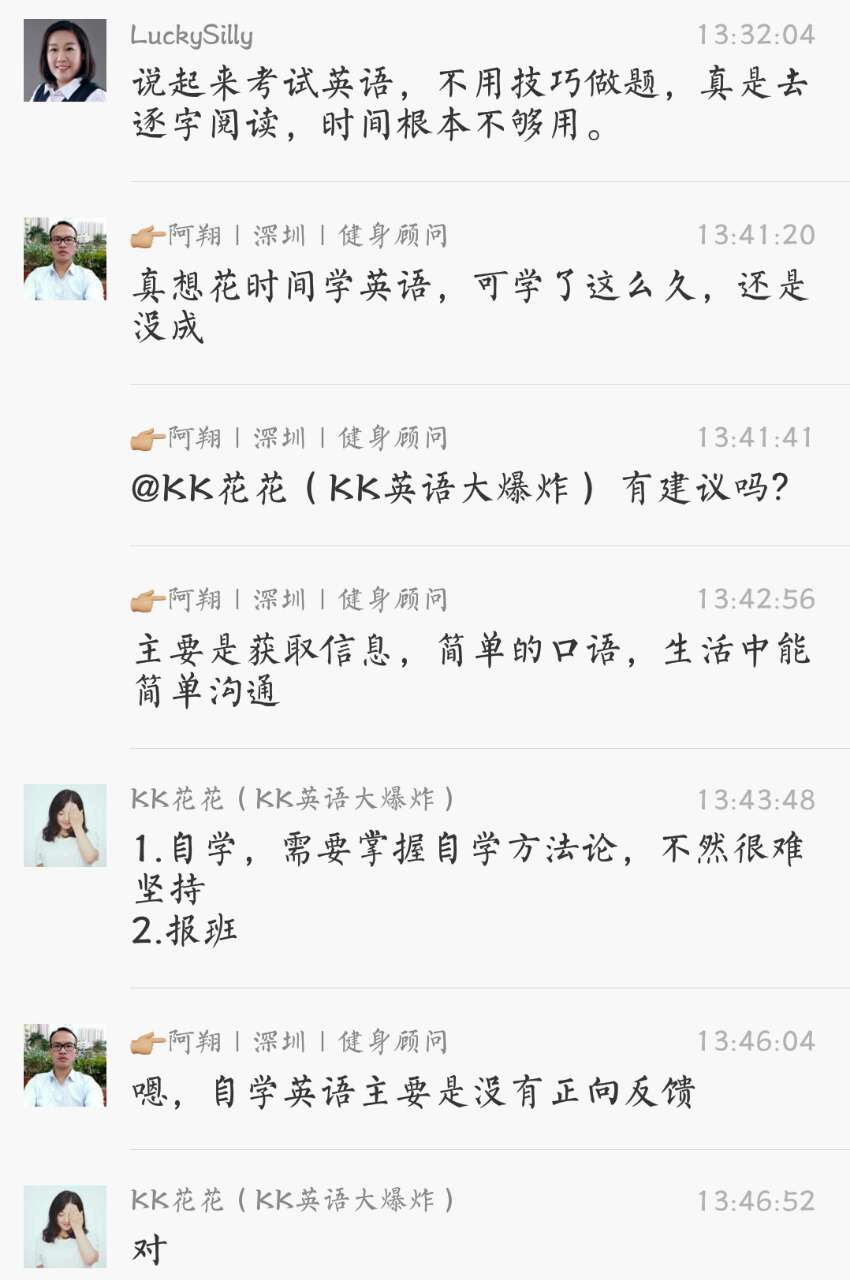 LuckySilly 13:32:04
说起来考试英语，不用技巧做题，真是去
逐字阅读，时间根本不够用。
👉阿翔｜深圳｜健身顾问 13:41:20
真想花时间学英语，可学了这么久，还是
没成
👉阿翔｜深圳｜健身顾问 13:41:41
@KK花花（KK英语大爆炸） 有建议吗？
👉阿翔｜深圳｜健身顾问 13:42:56
主要是获取信息，简单的口语，生活中能
简单沟通
KK花花（KK英语大爆炸） 13:43:48
1.自学，需要掌握自学方法论，不然很难
坚持
2.报班
👉阿翔｜深圳｜健身顾问 13:46:04
嗯，自学英语主要是没有正向反馈
KK花花（KK英语大爆炸） 13:46:52
对